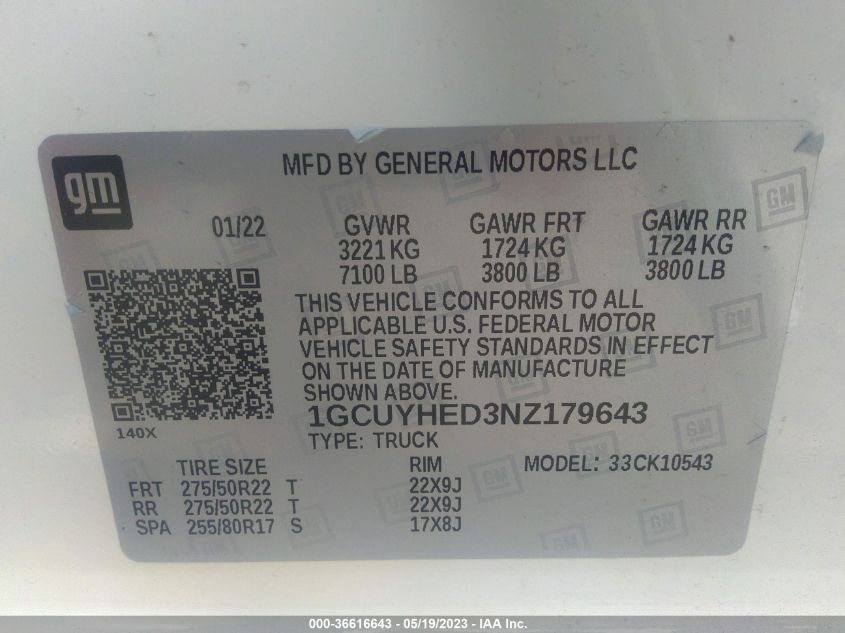 MFD BY GENERAL MOTORS LLC
gm
01/22 GVWR GAWR FRT GAWR RR
3221 KG 1724 KG 1724 KG
7100 LB 3800 LB 3800 LB
THIS VEHICLE CONFORMS TO ALL
APPLICABLE U.S. FEDERAL MOTOR
VEHICLE SAFETY STANDARDS IN EFFECT
ON THE DATE OF MANUFACTURE
SHOWN ABOVE.
1GCUYHED3NZ179643
140X
TYPE: TRUCK
TIRE SIZE RIM MODEL: 33CK10543
FRT 275/50R22 T 22X9J
RR 275/50R22 T 22X9J
SPA 255/80R17 S 17X8J
000-36616643 - 05/19/2023 - IAA Inc.